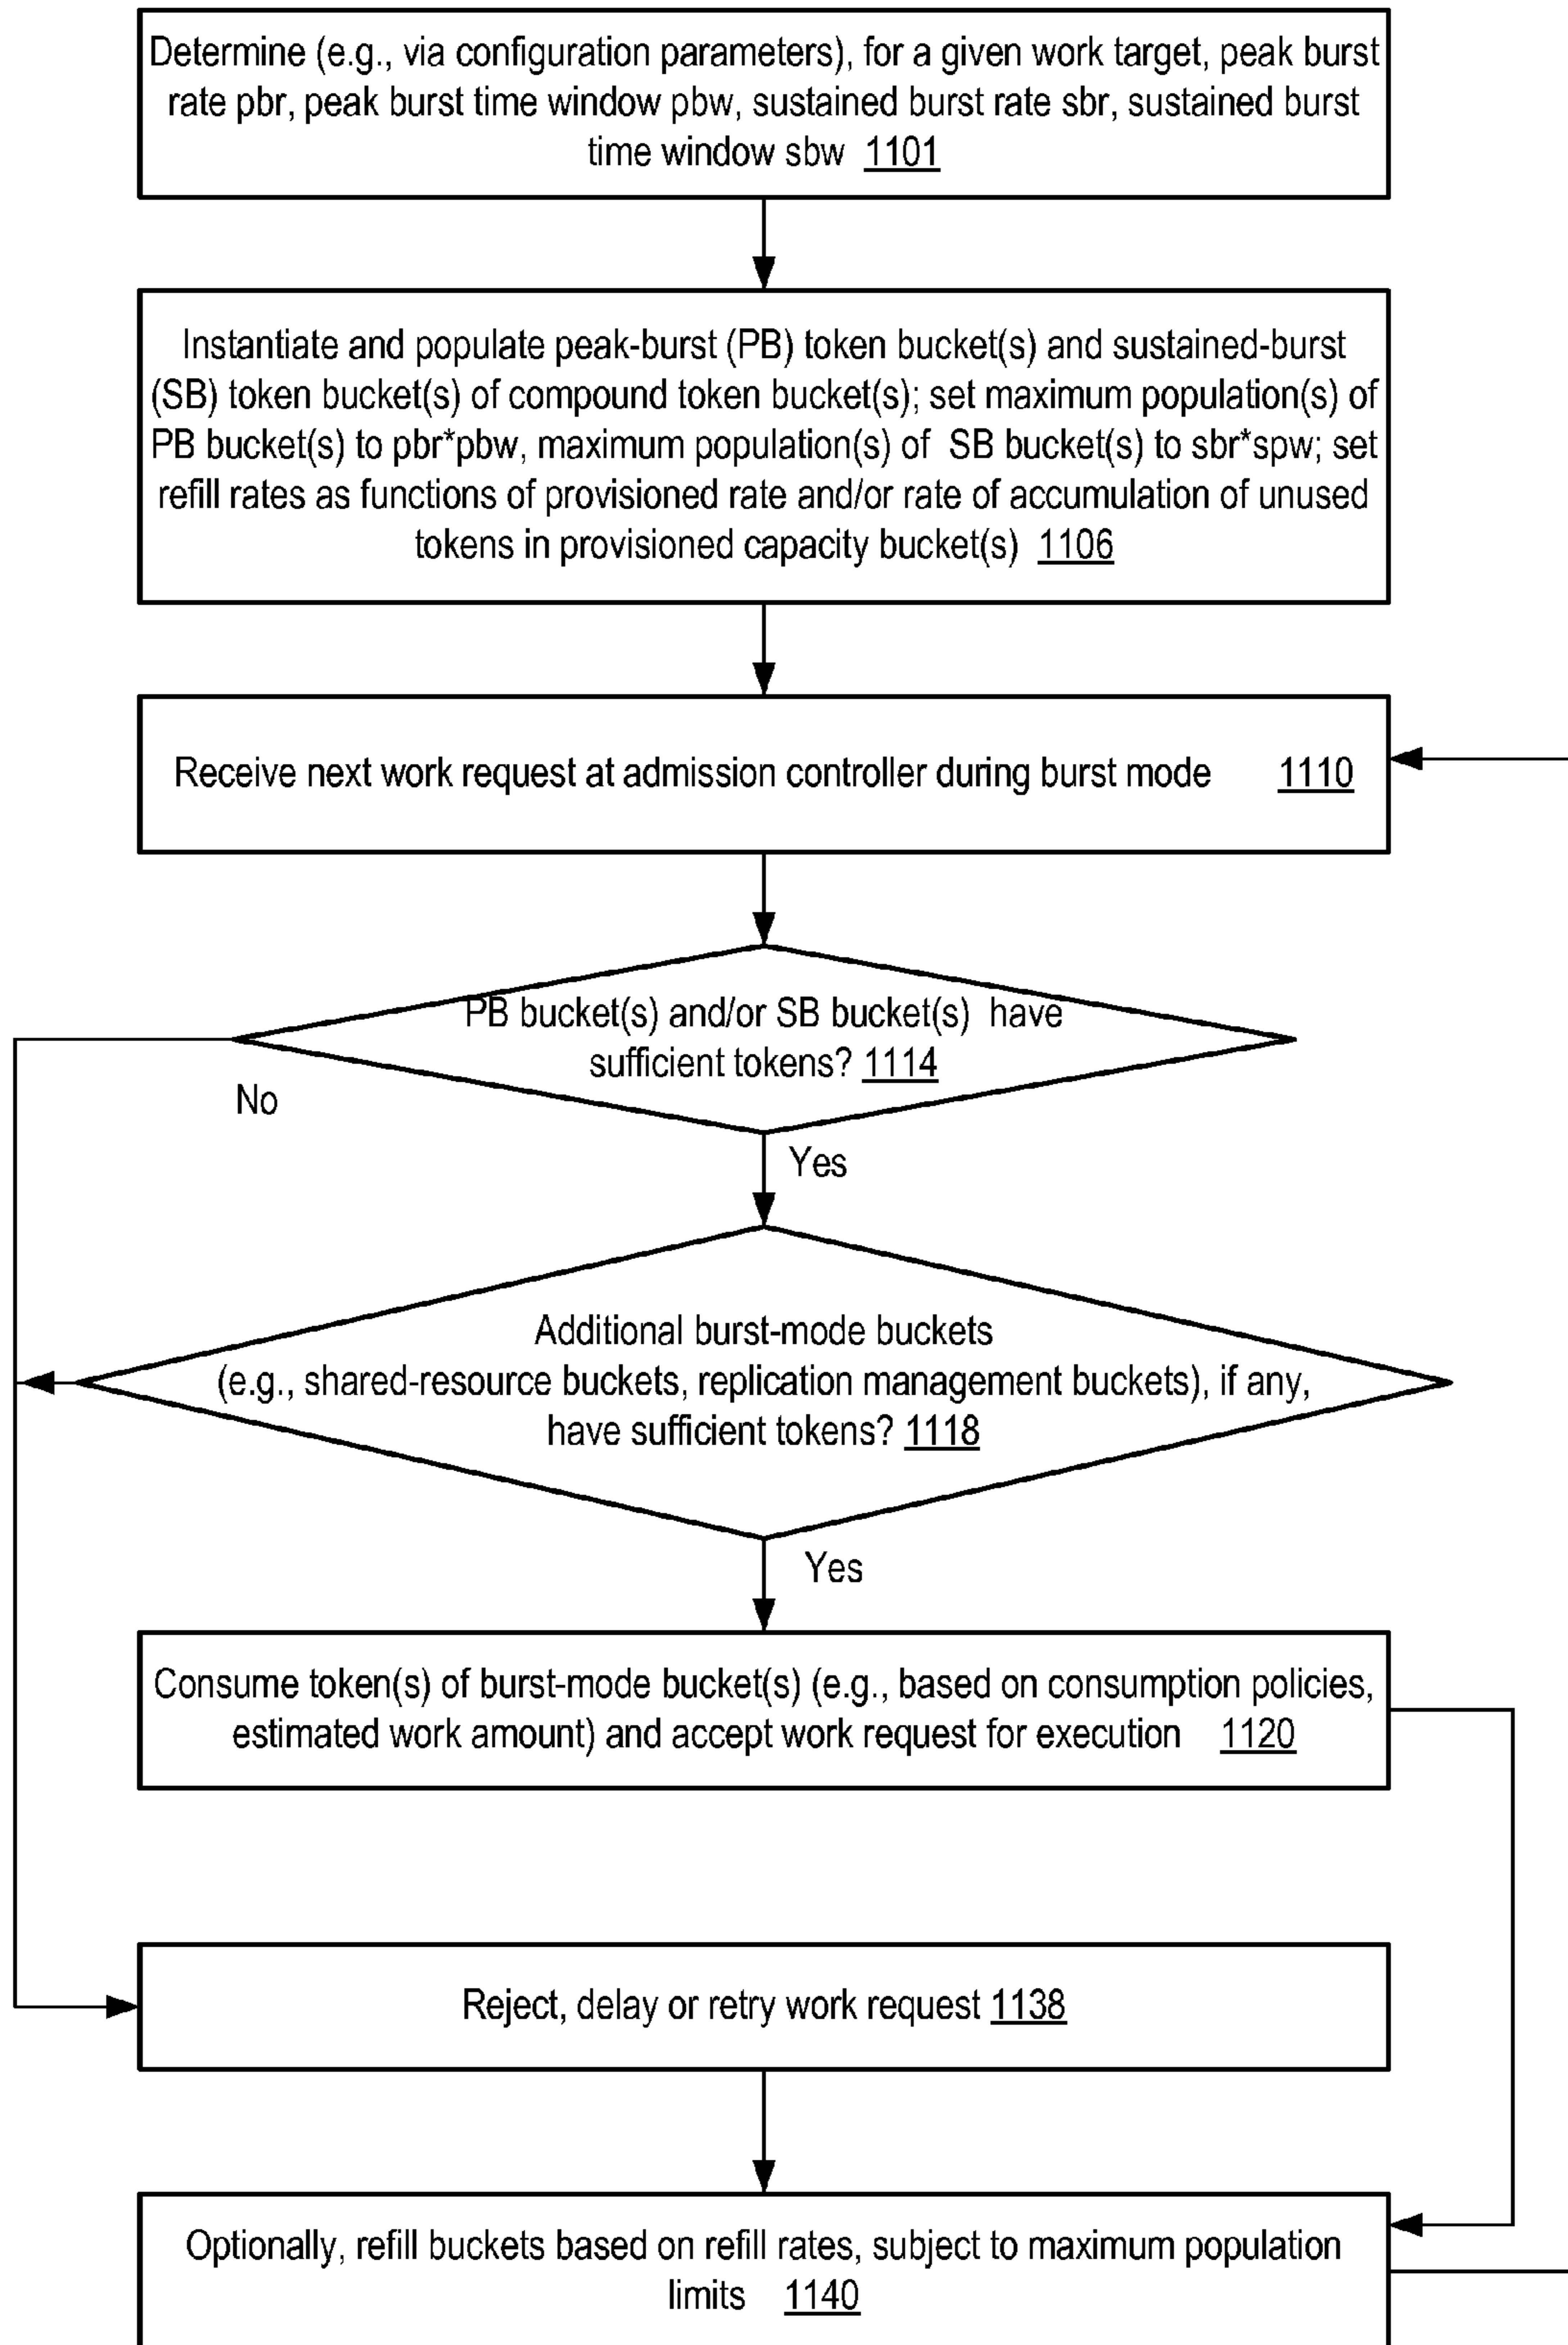 Determine (e.g., via configuration parameters), for a given work target, peak burst
rate pbr, peak burst time window pbw, sustained burst rate sbr, sustained burst
time window sbw 1101
Instantiate and populate peak-burst (PB) token bucket(s) and sustained-burst
(SB) token bucket(s) of compound token bucket(s); set maximum population(s) of
PB bucket(s) to pbr*pbw, maximum population(s) of SB bucket(s) to sbr*spw; set
refill rates as functions of provisioned rate and/or rate of accumulation of unused
tokens in provisioned capacity bucket(s) 1106
Receive next work request at admission controller during burst mode 1110
PB bucket(s) and/or SB bucket(s) have
sufficient tokens? 1114
No
Yes
Additional burst-mode buckets
(e.g., shared-resource buckets, replication management buckets), if any,
have sufficient tokens? 1118
Yes
Consume token(s) of burst-mode bucket(s) (e.g., based on consumption policies,
estimated work amount) and accept work request for execution 1120
Reject, delay or retry work request 1138
Optionally, refill buckets based on refill rates, subject to maximum population
limits 1140